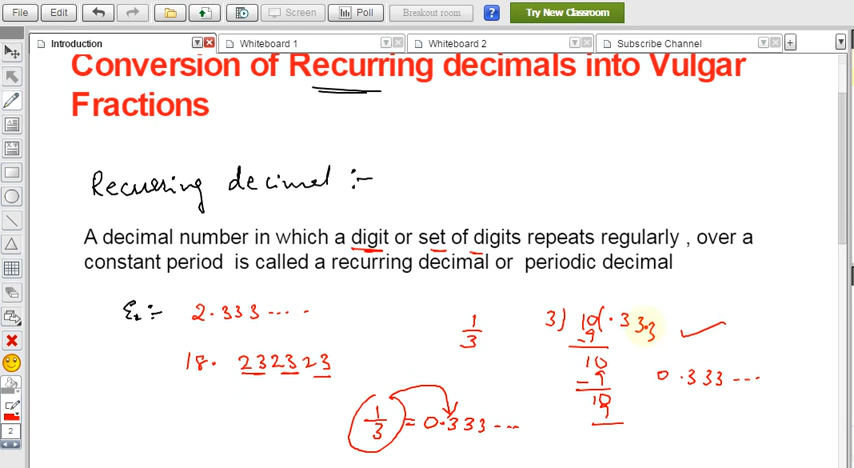 File Edit Screen Poll Breakout room ? Try New Classroom
Introduction Whiteboard 1 Whiteboard 2 Subscribe Channel
Conversion of Recurring decimals into Vulgar
Fractions
Recurring decimal :-
A decimal number in which a digit or set of digits repeats regularly , over a
constant period is called a recurring decimal or periodic decimal
Ex :- 2.333....
1/3
3) 10(.333
-9
18. 232323
10
-9
0.333...
10
9
1/3 = 0.333...
2